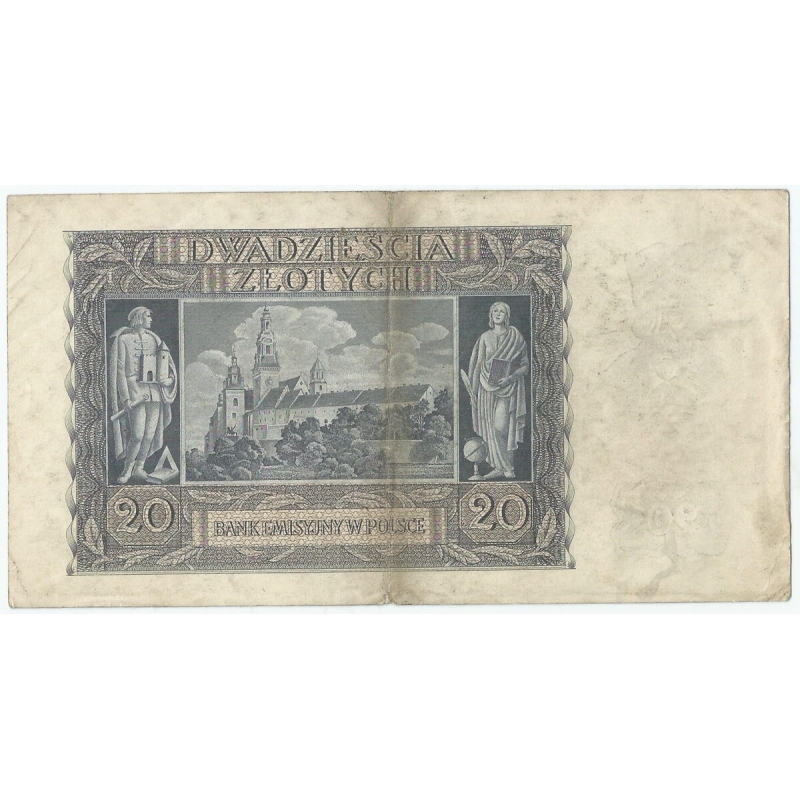 DWADZIEŚCIA
ZŁOTYCH
20
BANK EMISYJNY W POLSCE
20